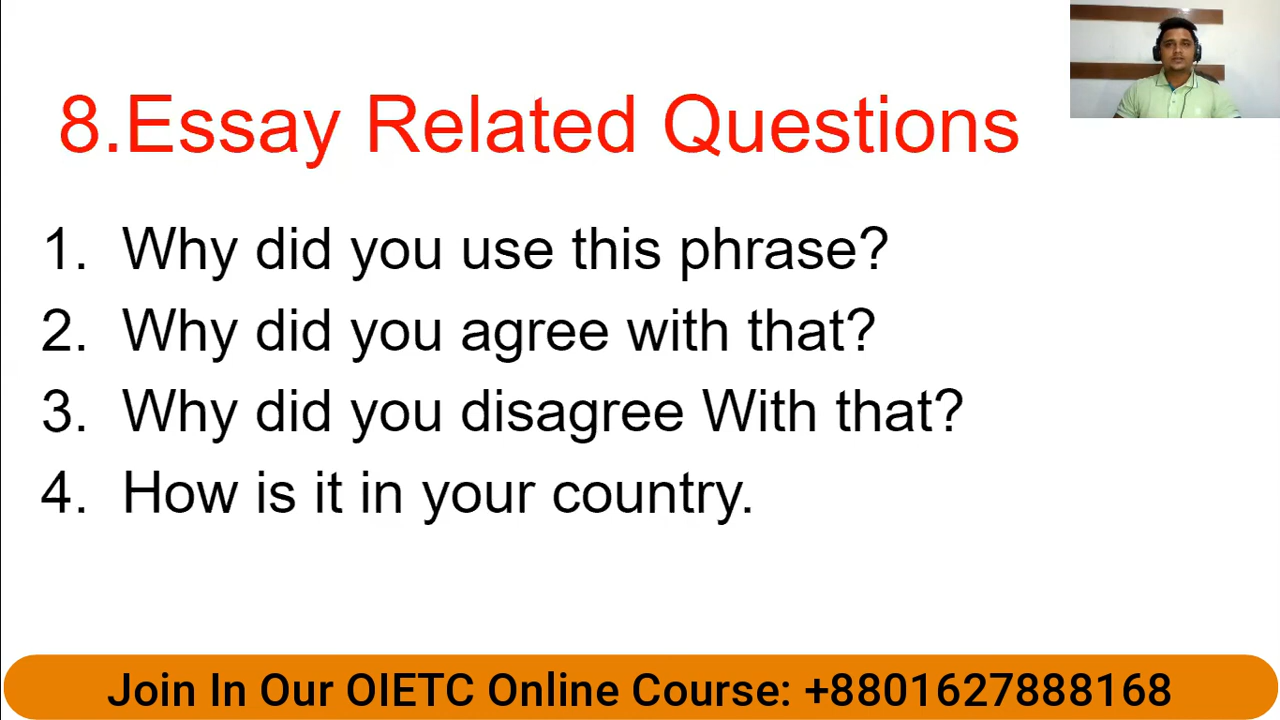 8.Essay Related Questions
1. Why did you use this phrase?
2. Why did you agree with that?
3. Why did you disagree With that?
4. How is it in your country.
Join In Our OIETC Online Course: +8801627888168